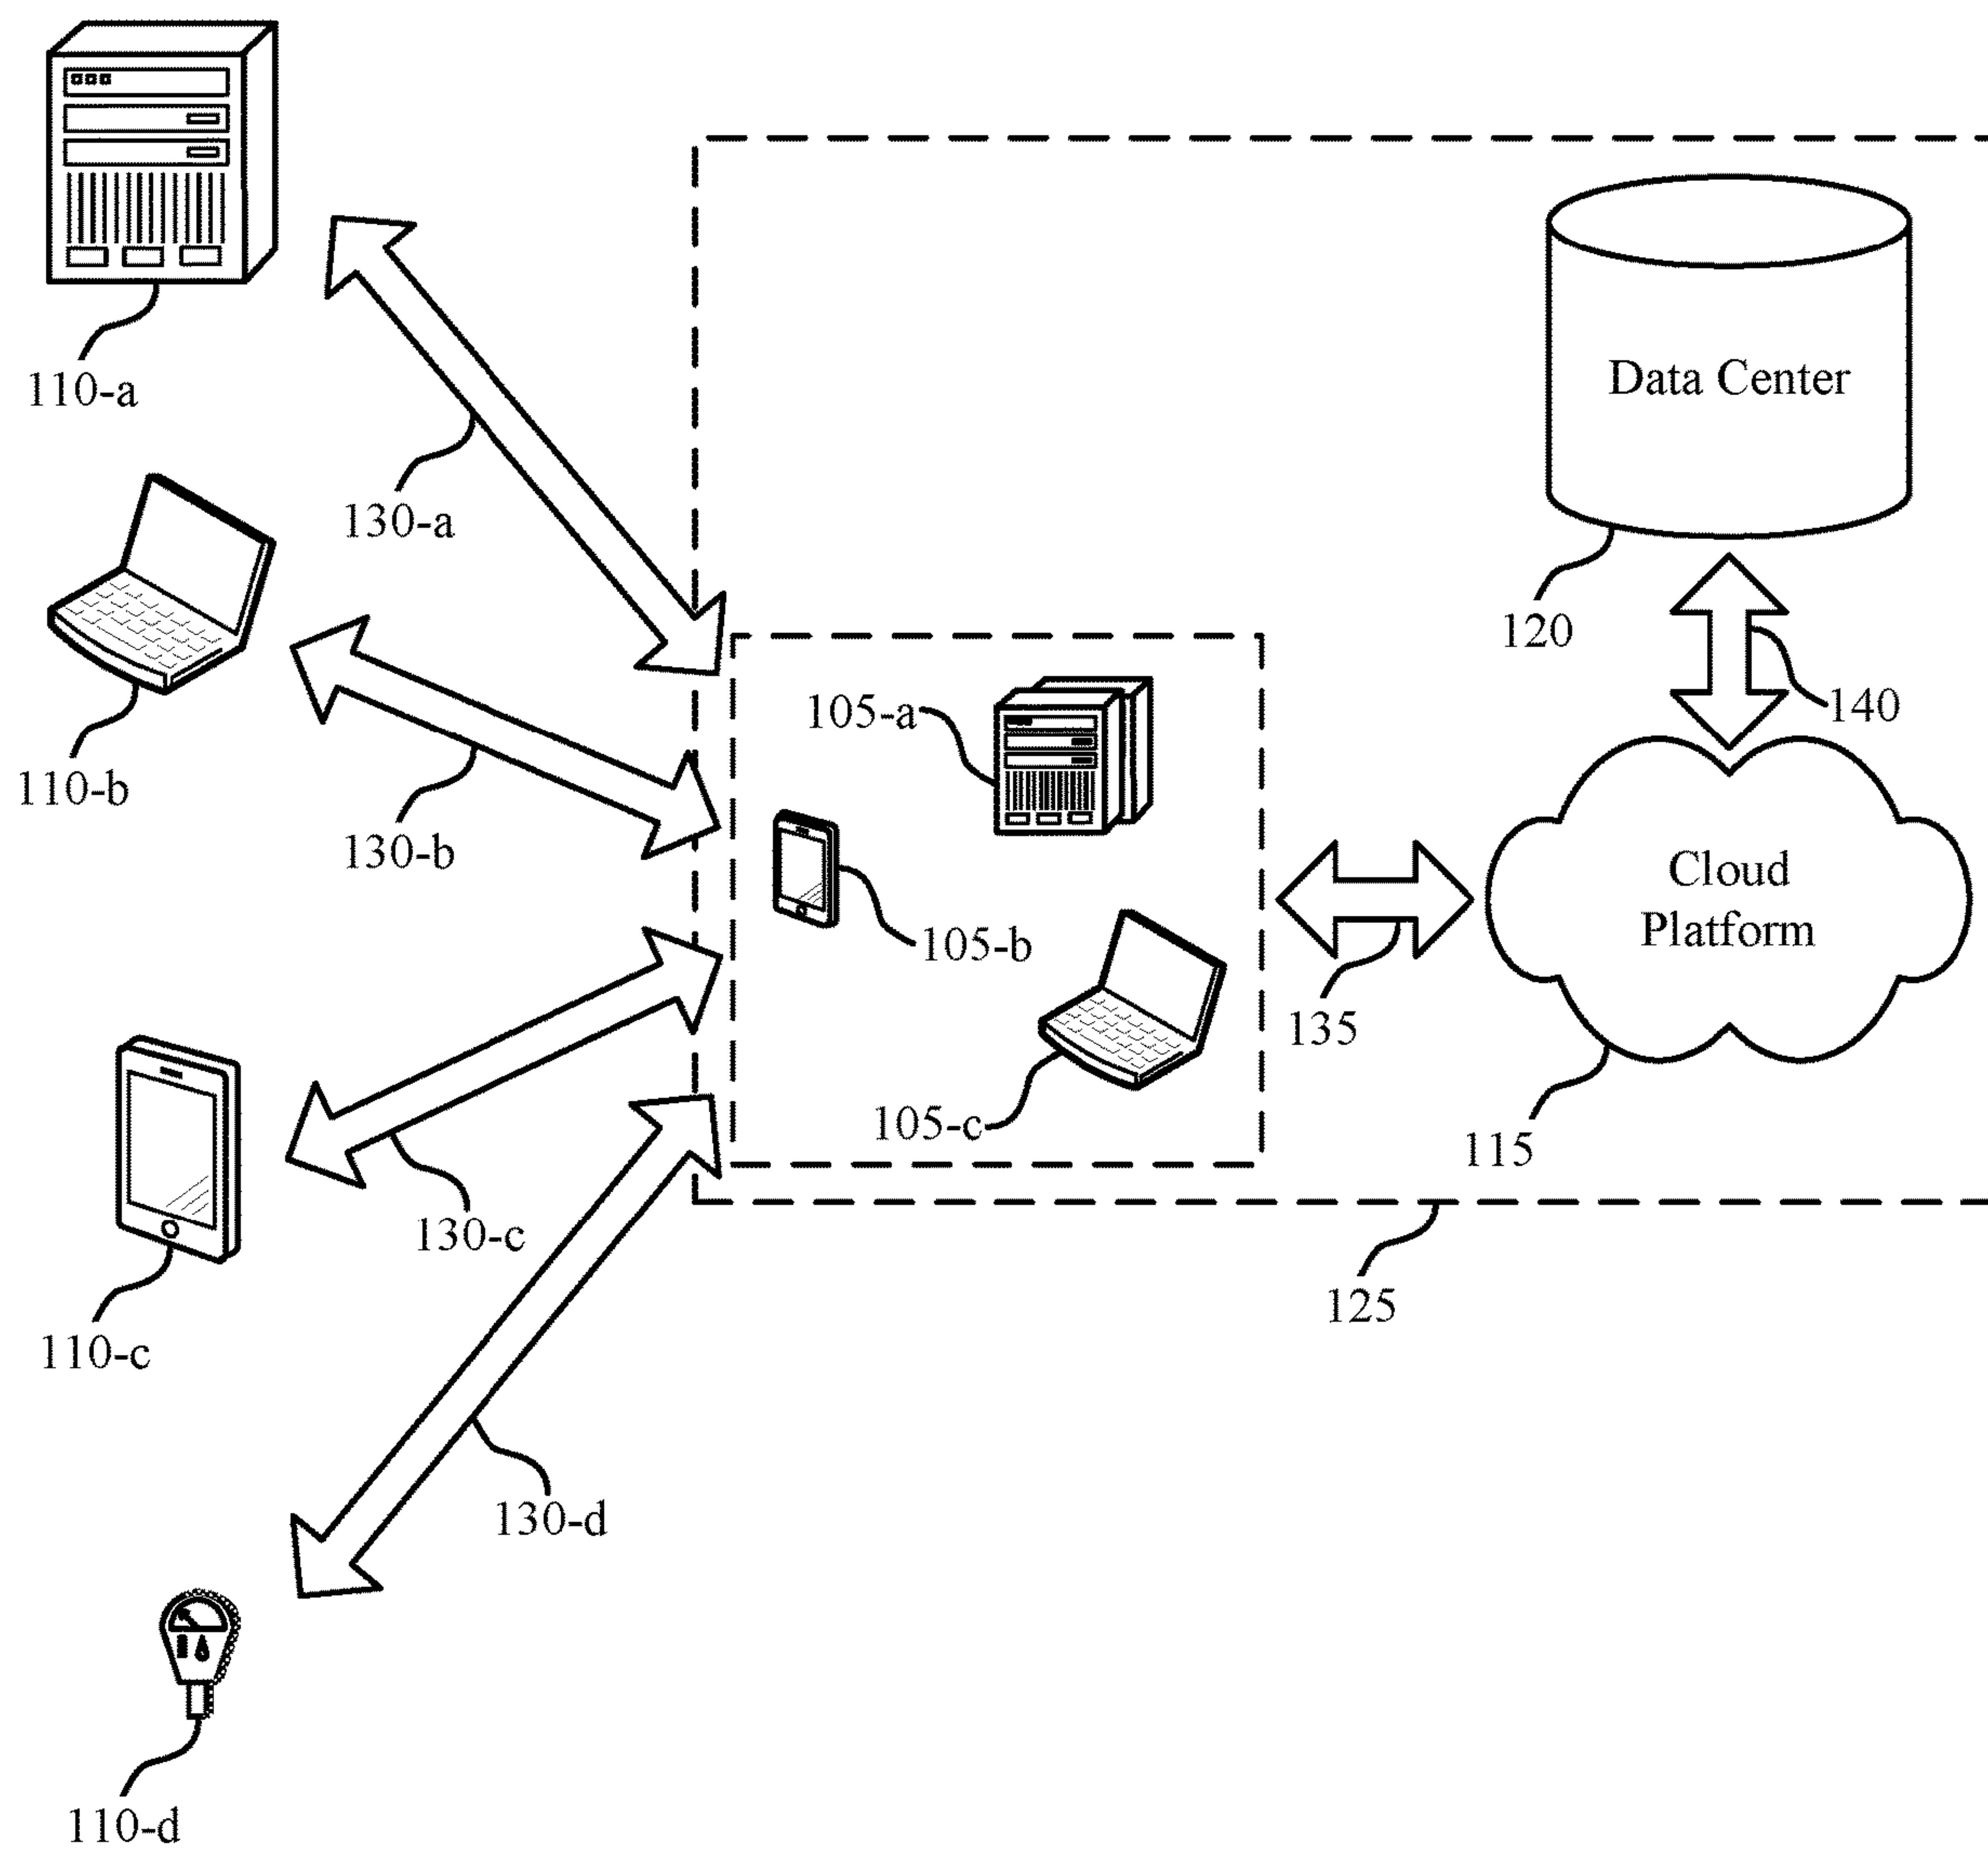 110-a
130-a
Data Center
120
140
110-b
130-b
105-a
105-b
105-c
Cloud
Platform
135
115
110-c
130-c
125
130-d
110-d